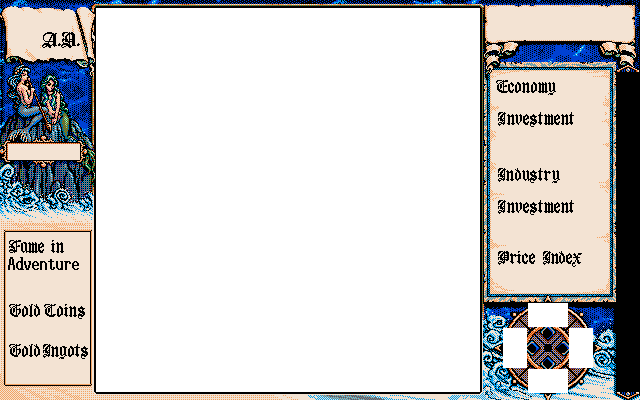 A.D.
Economy
Investment
Industry
Investment
Price Index
Fame in
Adventure
Gold Coins
Gold Ingots